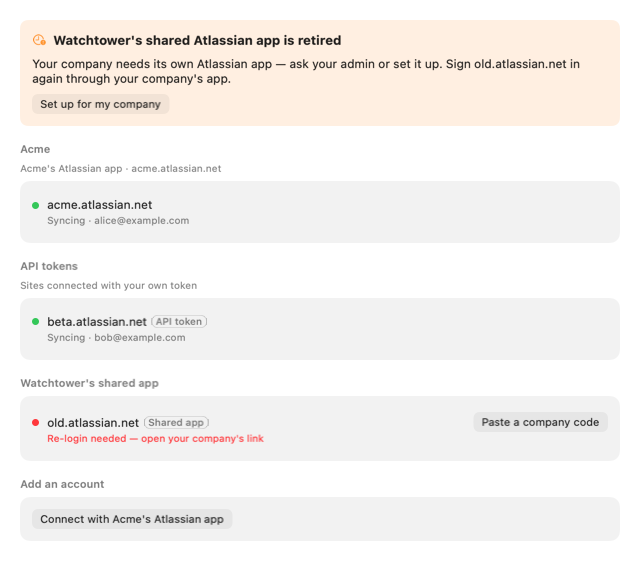 Watchtower's shared Atlassian app is retired
Your company needs its own Atlassian app — ask your admin or set it up. Sign old.atlassian.net in
again through your company's app.
Set up for my company
Acme
Acme's Atlassian app · acme.atlassian.net
acme.atlassian.net
Syncing · alice@example.com
API tokens
Sites connected with your own token
beta.atlassian.net API token
Syncing · bob@example.com
Watchtower's shared app
old.atlassian.net Shared app
Re-login needed — open your company's link
Paste a company code
Add an account
Connect with Acme's Atlassian app